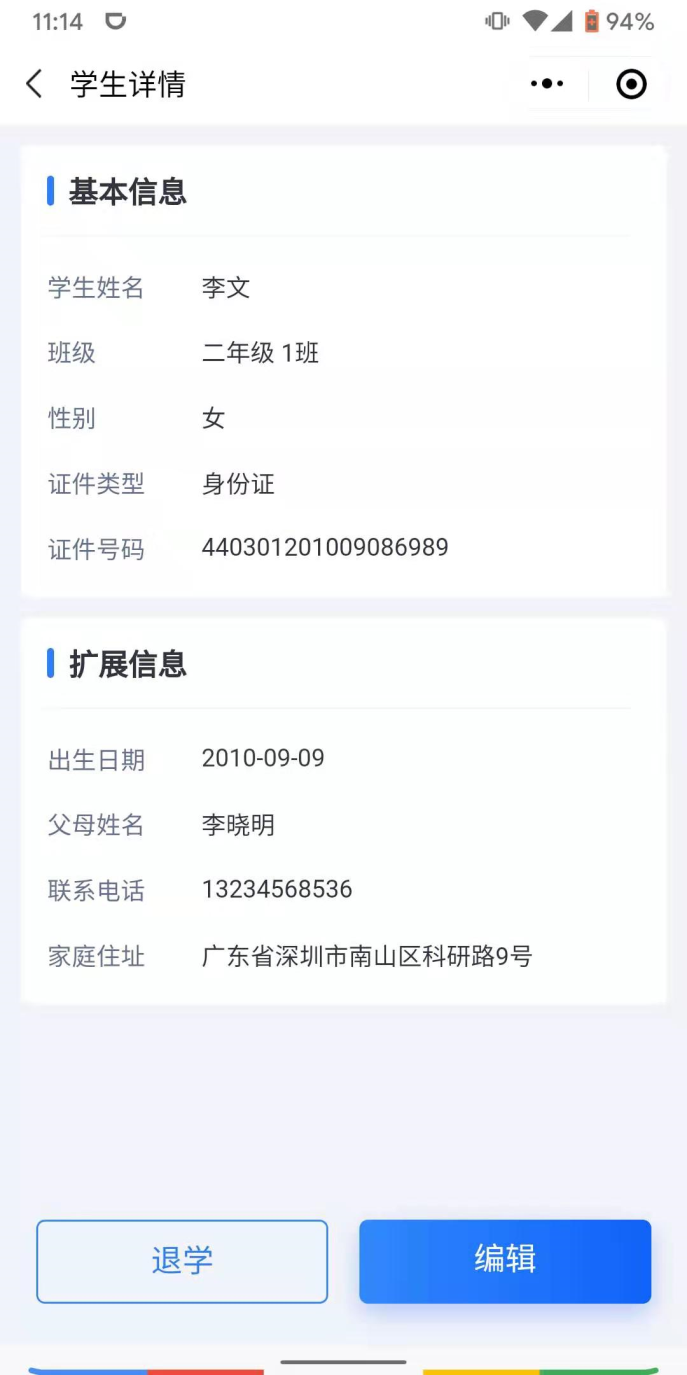 11:14
94%
学生详情
基本信息
学生姓名 李文
班级 二年级 1班
性别 女
证件类型 身份证
证件号码 440301201009086989
扩展信息
出生日期 2010-09-09
父母姓名 李晓明
联系电话 13234568536
家庭住址 广东省深圳市南山区科研路9号
退学 编辑